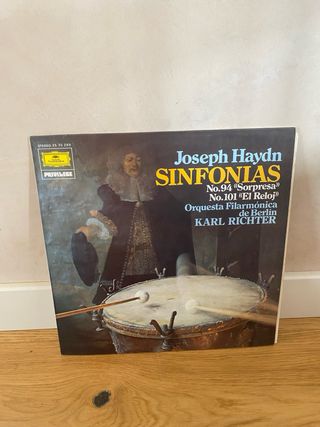 PRIVILEGE
Joseph Haydn
SINFONIAS
No.94 «Sorpresa»
No.101 «El Reloj»
Orquesta Filarmónica
de Berlin
KARL RICHTER